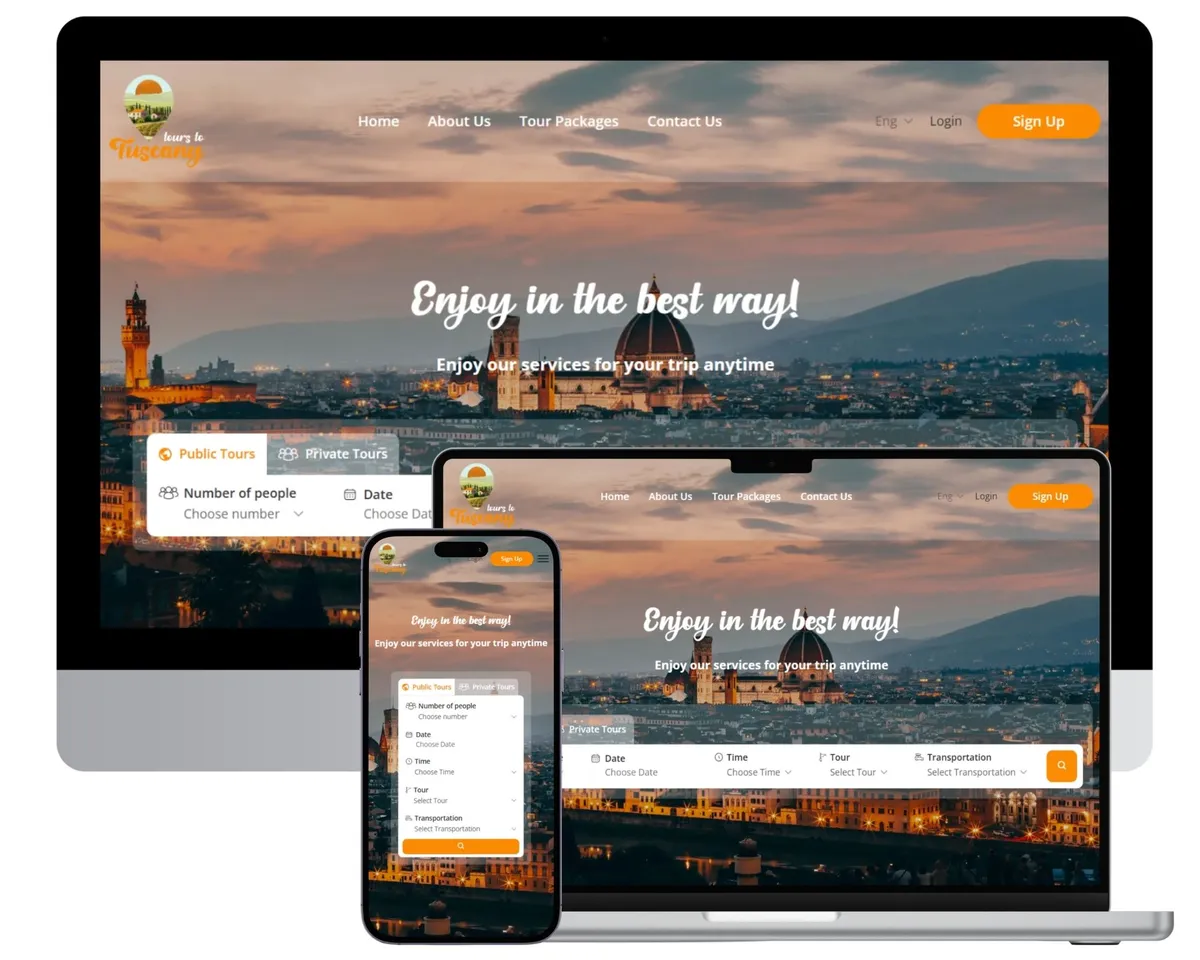 tours to
Tuscany
Home About Us Tour Packages Contact Us
Eng Login Sign Up
Enjoy in the best way!
Enjoy our services for your trip anytime
Public Tours Private Tours
Number of people Date
Choose number Choose Dat
tours to
Tuscany
Home About Us Tour Packages Contact Us
Eng Login Sign Up
Enjoy in the best way!
Enjoy our services for your trip anytime
Private Tours
Date Time Tour Transportation
Choose Date Choose Time Select Tour Select Transportation
Sign Up
Enjoy in the best way!
Enjoy our services for your trip anytime
Public Tours Private Tours
Number of people
Choose number
Date
Choose Date
Time
Choose Time
Tour
Select Tour
Transportation
Select Transportation